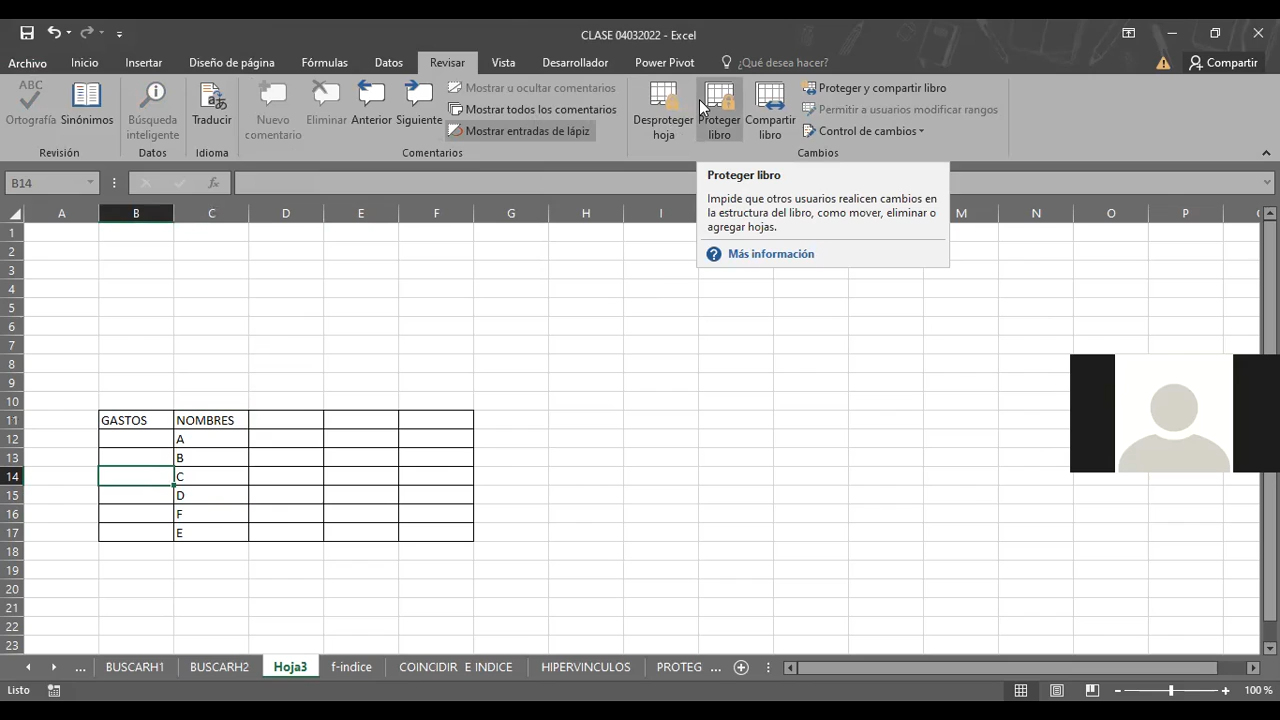 CLASE 04032022 - Excel
Archivo
Inicio
Insertar
Diseño de página
Fórmulas
Datos
Revisar
Vista
Desarrollador
Power Pivot
¿Qué desea hacer?
Compartir
ABC
Ortografía
Sinónimos
Búsqueda
inteligente
Traducir
Nuevo
comentario
Eliminar
Anterior
Siguiente
Mostrar u ocultar comentarios
Mostrar todos los comentarios
Mostrar entradas de lápiz
Desproteger
hoja
Proteger
libro
Compartir
libro
Proteger y compartir libro
Permitir a usuarios modificar rangos
Control de cambios
Revisión
Datos
Idioma
Comentarios
Cambios
B14
fx
Proteger libro
Impide que otros usuarios realicen cambios en
la estructura del libro, como mover, eliminar o
agregar hojas.
Más información
A B C D E F G H I M N O P
1
2
3
4
5
6
7
8
9
10
11 GASTOS NOMBRES
12 A
13 B
14 C
15 D
16 F
17 E
18
19
20
21
22
23
... BUSCARH1 BUSCARH2 Hoja3 f-indice COINCIDIR E INDICE HIPERVINCULOS PROTEG ...
Listo
100 %